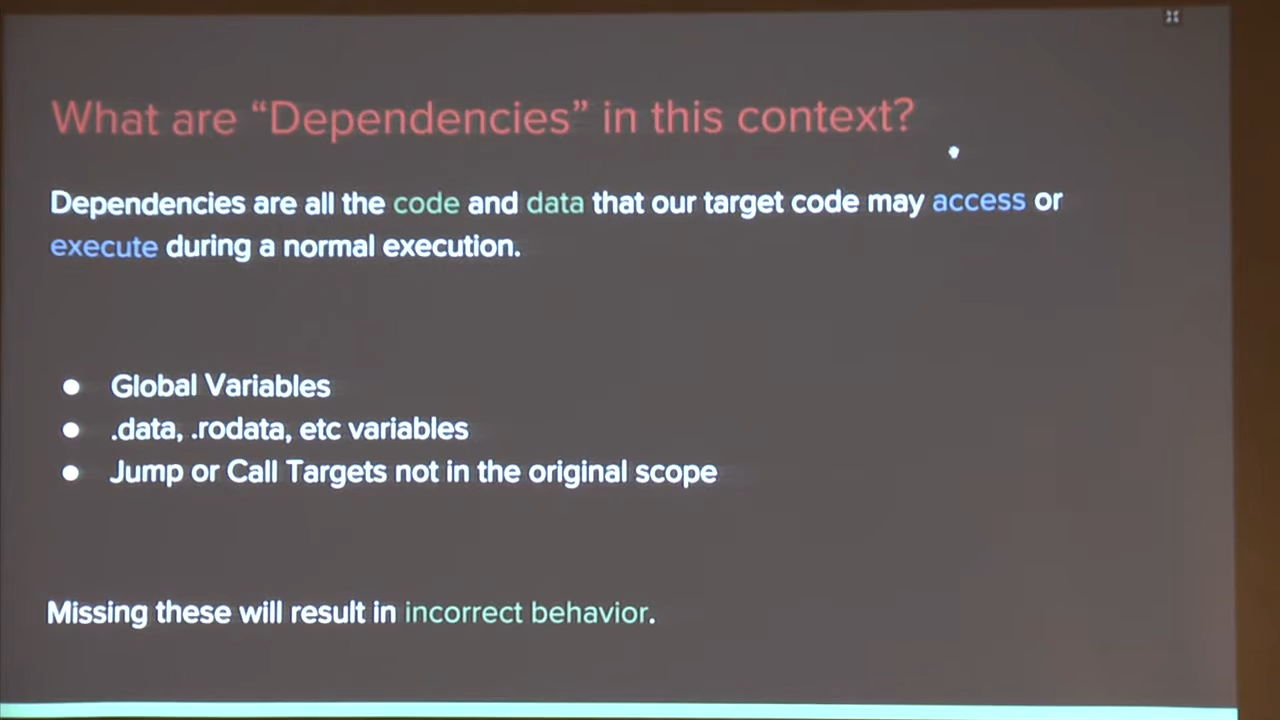 What are “Dependencies” in this context?
Dependencies are all the code and data that our target code may access or
execute during a normal execution.
● Global Variables
● .data, .rodata, etc variables
● Jump or Call Targets not in the original scope
Missing these will result in incorrect behavior.